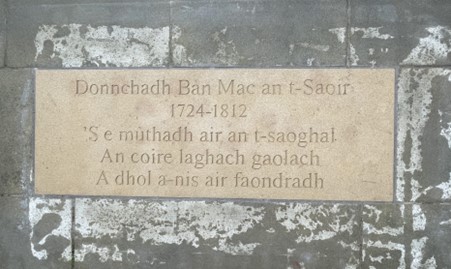 Donnchadh Bàn Mac an t-Saoir
1724-1812
'S e mùthadh air an t-saoghal
An coire laghach gaolach
A dhol a-nis air faondradh